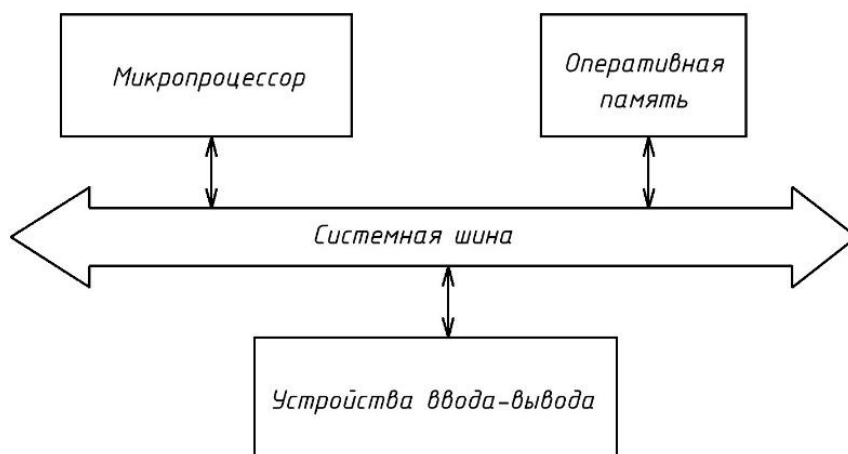 Микропроцессор
Оперативная
память
Системная шина
Устройства ввода-вывода